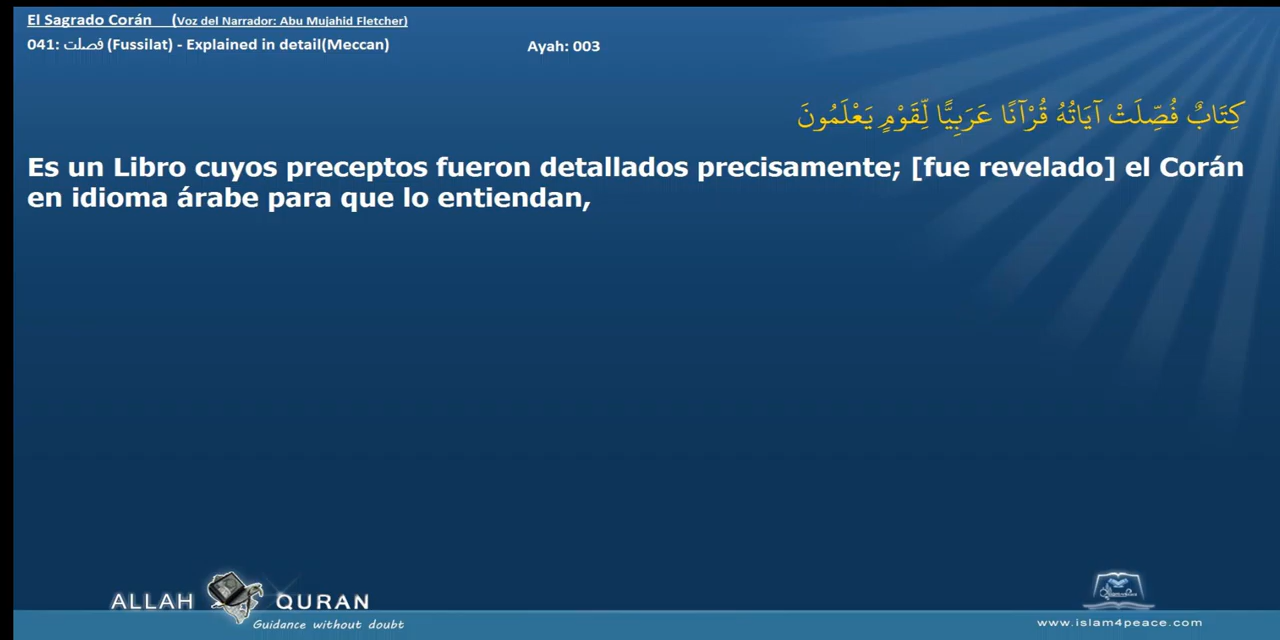 El Sagrado Corán (Voz del Narrador: Abu Mujahid Fletcher)
041: فصلت (Fussilat) - Explained in detail(Meccan) Ayah: 003
كِتَابٌ فُصِّلَتْ آيَاتُهُ قُرْآنًا عَرَبِيًّا لِّقَوْمٍ يَعْلَمُونَ
Es un Libro cuyos preceptos fueron detallados precisamente; [fue revelado] el Corán
en idioma árabe para que lo entiendan,
ALLAH QURAN
Guidance without doubt
www.islam4peace.com